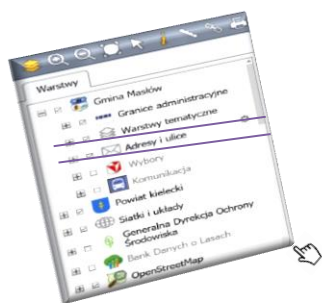 Warstwy
Gmina Masłów
Granice administracyjne
Warstwy tematyczne
Adresy i ulice
Wybory
Komunikacja
Powiat kielecki
Siatki i układy
Generalna Dyrekcja Ochrony
Środowiska
Bank Danych o Lasach
OpenStreetMap